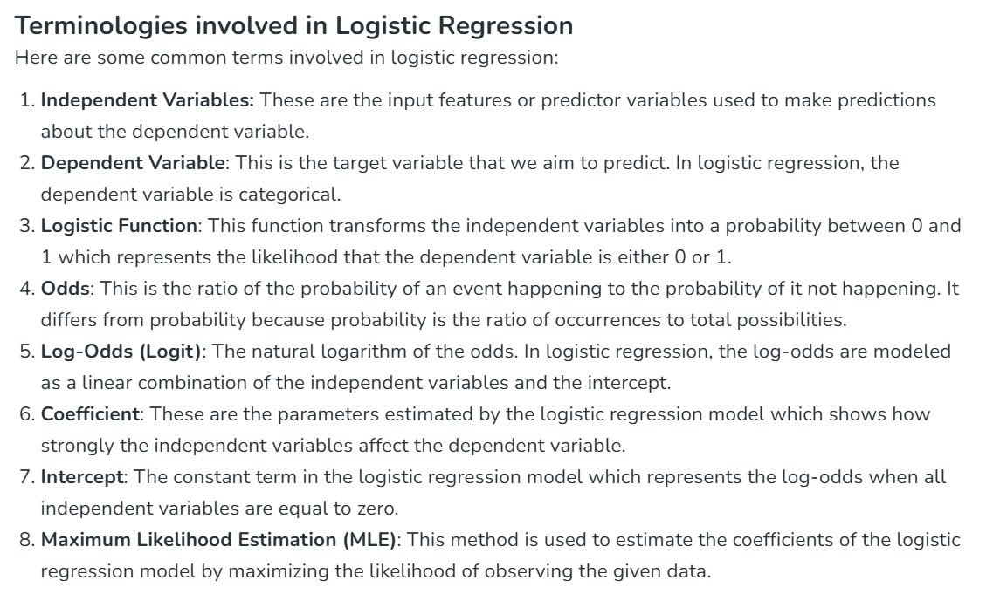 Terminologies involved in Logistic Regression
Here are some common terms involved in logistic regression:
1. Independent Variables: These are the input features or predictor variables used to make predictions
about the dependent variable.
2. Dependent Variable: This is the target variable that we aim to predict. In logistic regression, the
dependent variable is categorical.
3. Logistic Function: This function transforms the independent variables into a probability between 0 and
1 which represents the likelihood that the dependent variable is either 0 or 1.
4. Odds: This is the ratio of the probability of an event happening to the probability of it not happening. It
differs from probability because probability is the ratio of occurrences to total possibilities.
5. Log-Odds (Logit): The natural logarithm of the odds. In logistic regression, the log-odds are modeled
as a linear combination of the independent variables and the intercept.
6. Coefficient: These are the parameters estimated by the logistic regression model which shows how
strongly the independent variables affect the dependent variable.
7. Intercept: The constant term in the logistic regression model which represents the log-odds when all
independent variables are equal to zero.
8. Maximum Likelihood Estimation (MLE): This method is used to estimate the coefficients of the logistic
regression model by maximizing the likelihood of observing the given data.